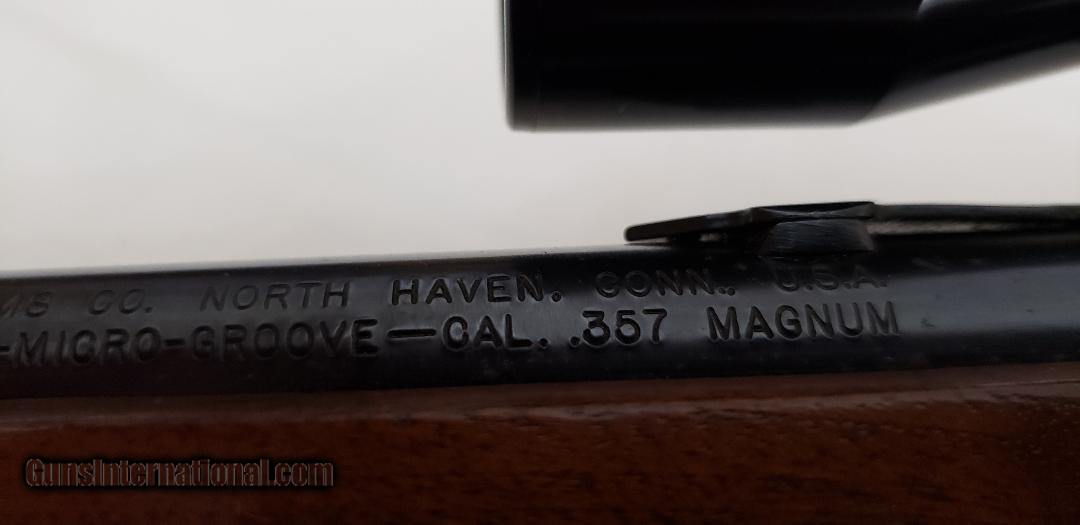 MS CO. NORTH HAVEN, CONN., U.S.A.
-MICRO-GROOVE—CAL. .357 MAGNUM
GunsInternational.com